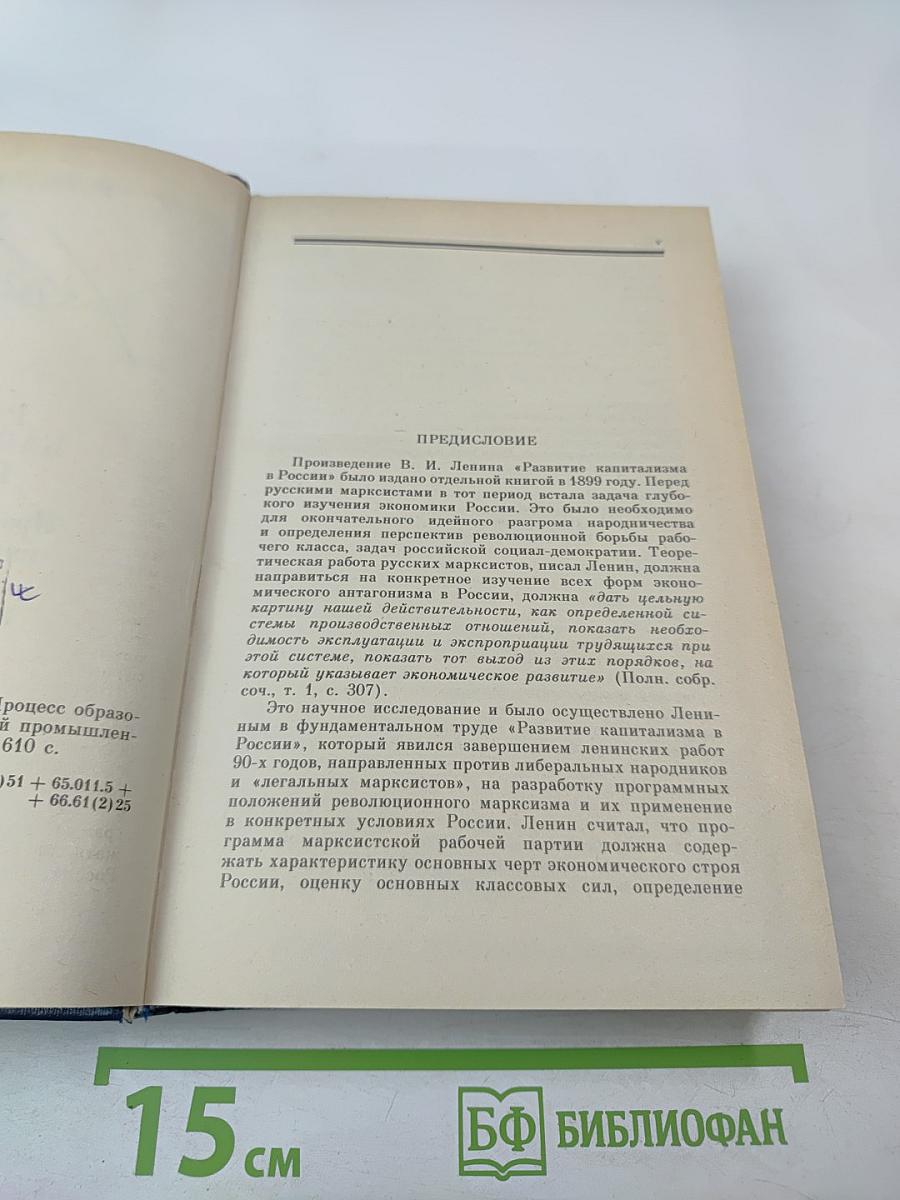 Процесс образо-
й промышлен-
610 с.
)51 + 65.011.5 +
+ 66.61(2)25
ПРЕДИСЛОВИЕ
Произведение В. И. Ленина «Развитие капитализма
в России» было издано отдельной книгой в 1899 году. Перед
русскими марксистами в тот период встала задача глубо-
кого изучения экономики России. Это было необходимо
для окончательного идейного разгрома народничества
и определения перспектив революционной борьбы рабо-
чего класса, задач российской социал-демократии. Теоре-
тическая работа русских марксистов, писал Ленин, должна
направиться на конкретное изучение всех форм эконо-
мического антагонизма в России, должна «дать цельную
картину нашей действительности, как определенной си-
стемы производственных отношений, показать необхо-
димость эксплуатации и экспроприации трудящихся при
этой системе, показать тот выход из этих порядков, на
который указывает экономическое развитие» (Полн. собр.
соч., т. 1, с. 307).
Это научное исследование и было осуществлено Лени-
ным в фундаментальном труде «Развитие капитализма в
России», который явился завершением ленинских работ
90-х годов, направленных против либеральных народников
и «легальных марксистов», на разработку программных
положений революционного марксизма и их применение
в конкретных условиях России. Ленин считал, что про-
грамма марксистской рабочей партии должна содер-
жать характеристику основных черт экономического строя
России, оценку основных классовых сил, определение
15 см
БФ БИБЛИОФАН